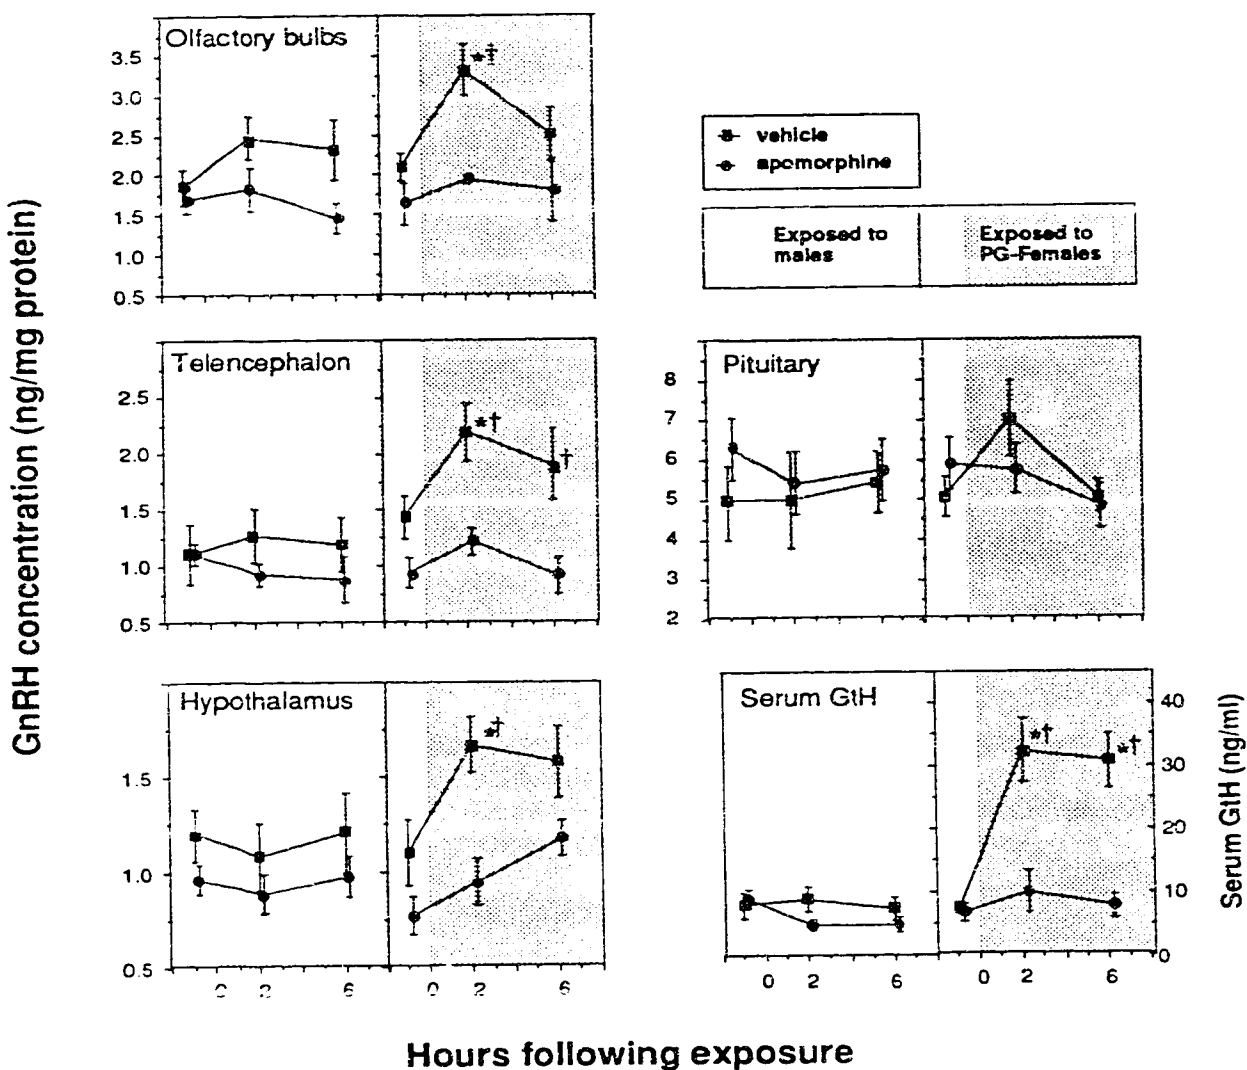 GnRH concentration (ng/mg protein)
Olfactory bulbs
3.5
3.0
2.5
2.0
1.5
1.0
0.5
*†
vehicle
apomorphine
Exposed to
males
Exposed to
PG-Females
Telencephalon
2.5
2.0
1.5
1.0
0.5
*†
†
Pituitary
8
7
6
5
4
3
2
Hypothalamus
1.5
1.0
0.5
*†
0 2 6
0 2 6
Serum GtH
*†
*†
40
30
20
10
0
0 2 6
0 2 6
Serum GtH (ng/ml)
Hours following exposure